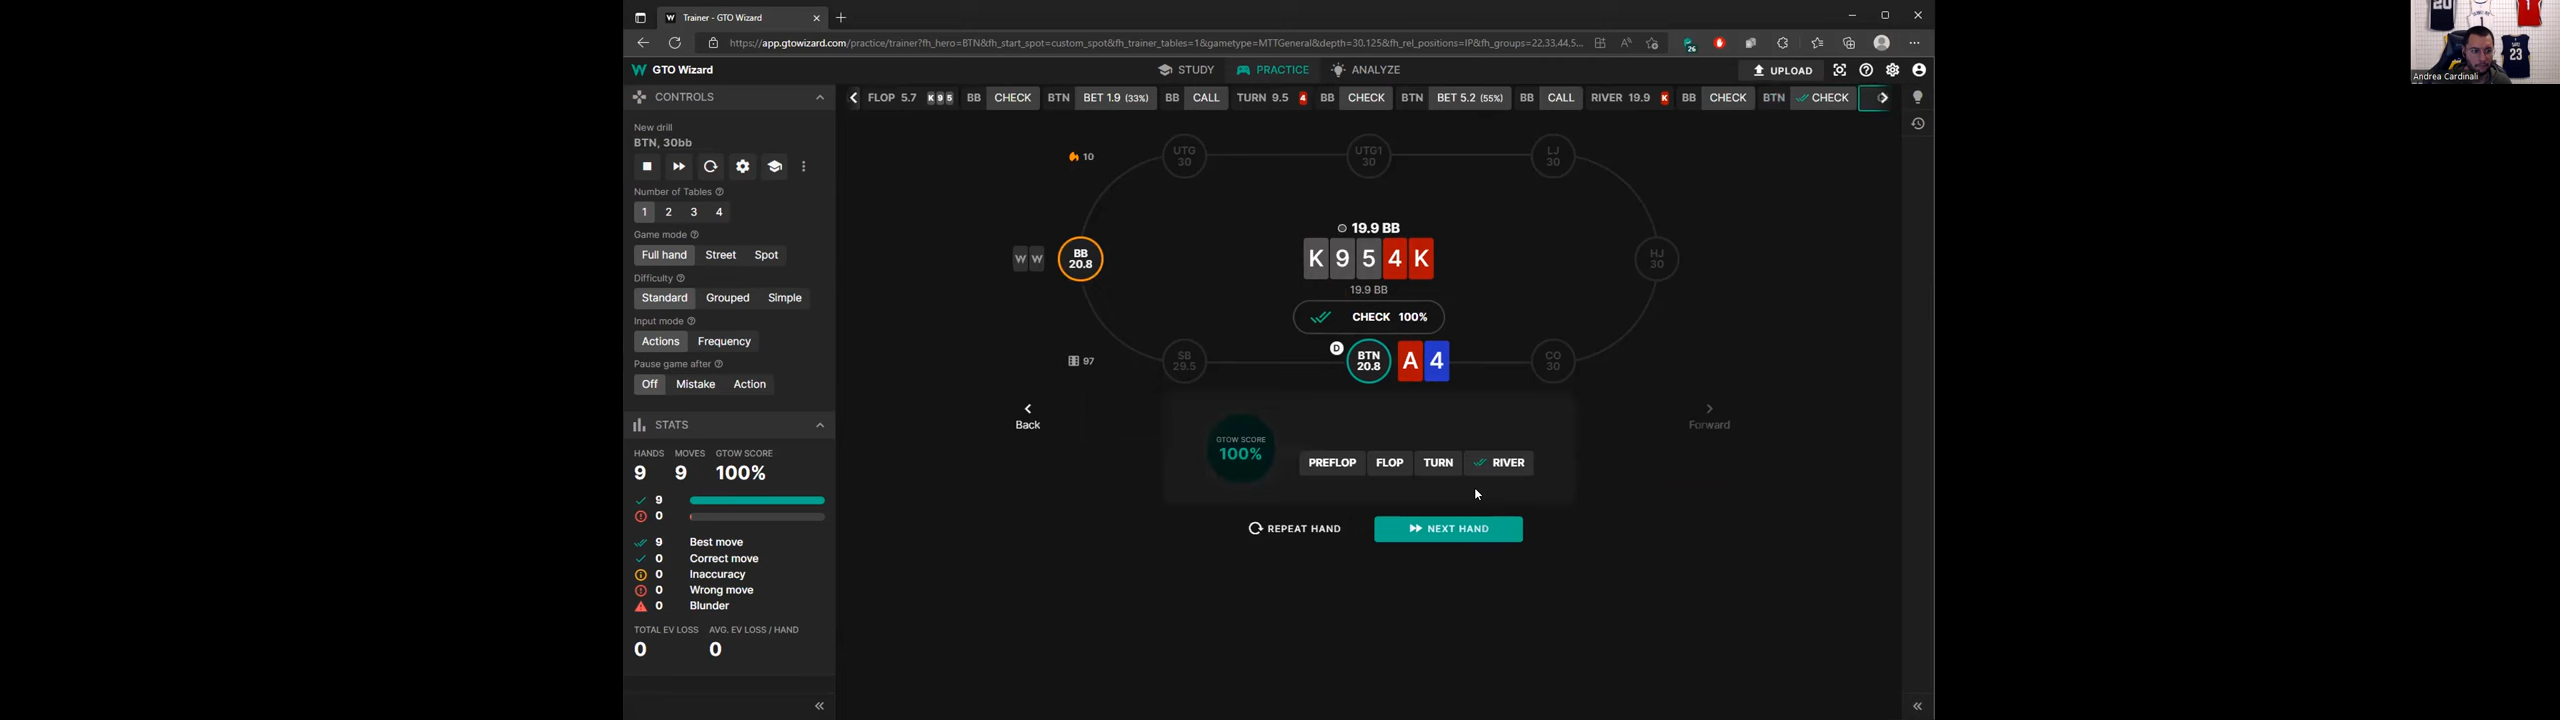 Trainer - GTO Wizard
https://app.gtowizard.com/practice/trainer?fh_hero=BTN&fh_start_spot=custom_spot&fh_trainer_tables=1&gametype=MTTGeneral&depth=30.125&fh_rel_positions=IP&fh_groups=22,33,44,5...
26
W GTO Wizard
STUDY PRACTICE ANALYZE
UPLOAD
Andrea Cardinali
23
CONTROLS
FLOP 5.7 K 9 5 BB CHECK BTN BET 1.9 (33%) BB CALL TURN 9.5 4 BB CHECK BTN BET 5.2 (55%) BB CALL RIVER 19.9 K BB CHECK BTN CHECK
New drill
BTN, 30bb
Number of Tables
1 2 3 4
Game mode
Full hand Street Spot
Difficulty
Standard Grouped Simple
Input mode
Actions Frequency
Pause game after
Off Mistake Action
STATS
HANDS MOVES GTOW SCORE
9 9 100%
9
0
9 Best move
0 Correct move
0 Inaccuracy
0 Wrong move
0 Blunder
TOTAL EV LOSS AVG. EV LOSS / HAND
0 0
10
UTG
30
UTG1
30
LJ
30
W W
BB
20.8
19.9 BB
K 9 5 4 K
19.9 BB
HJ
30
CHECK 100%
97
SB
29.5
D
BTN
20.8
A 4
CO
30
Back
Forward
GTOW SCORE
100%
PREFLOP FLOP TURN RIVER
REPEAT HAND NEXT HAND